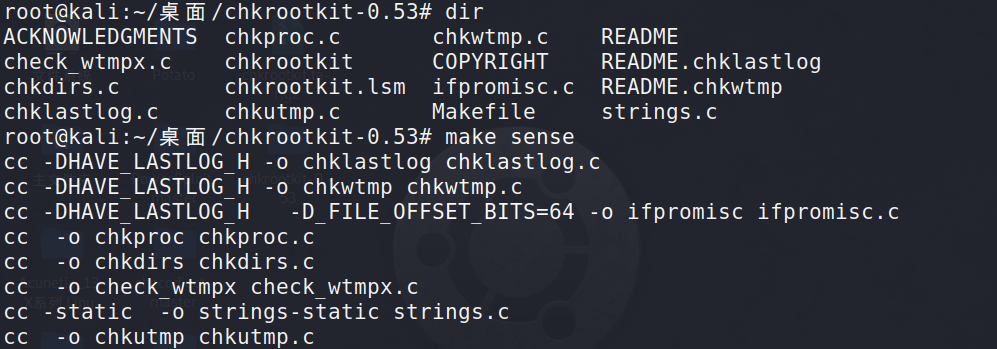 root@kali:~/桌面/chkrootkit-0.53# dir
ACKNOWLEDGMENTS  chkproc.c       chkwtmp.c    README
check_wtmpx.c    chkrootkit      COPYRIGHT    README.chklastlog
chkdirs.c        chkrootkit.lsm  ifpromisc.c  README.chkwtmp
chklastlog.c     chkutmp.c       Makefile     strings.c
root@kali:~/桌面/chkrootkit-0.53# make sense
cc -DHAVE_LASTLOG_H -o chklastlog chklastlog.c
cc -DHAVE_LASTLOG_H -o chkwtmp chkwtmp.c
cc -DHAVE_LASTLOG_H   -D_FILE_OFFSET_BITS=64 -o ifpromisc ifpromisc.c
cc  -o chkproc chkproc.c
cc  -o chkdirs chkdirs.c
cc  -o check_wtmpx check_wtmpx.c
cc -static  -o strings-static strings.c
cc  -o chkutmp chkutmp.c